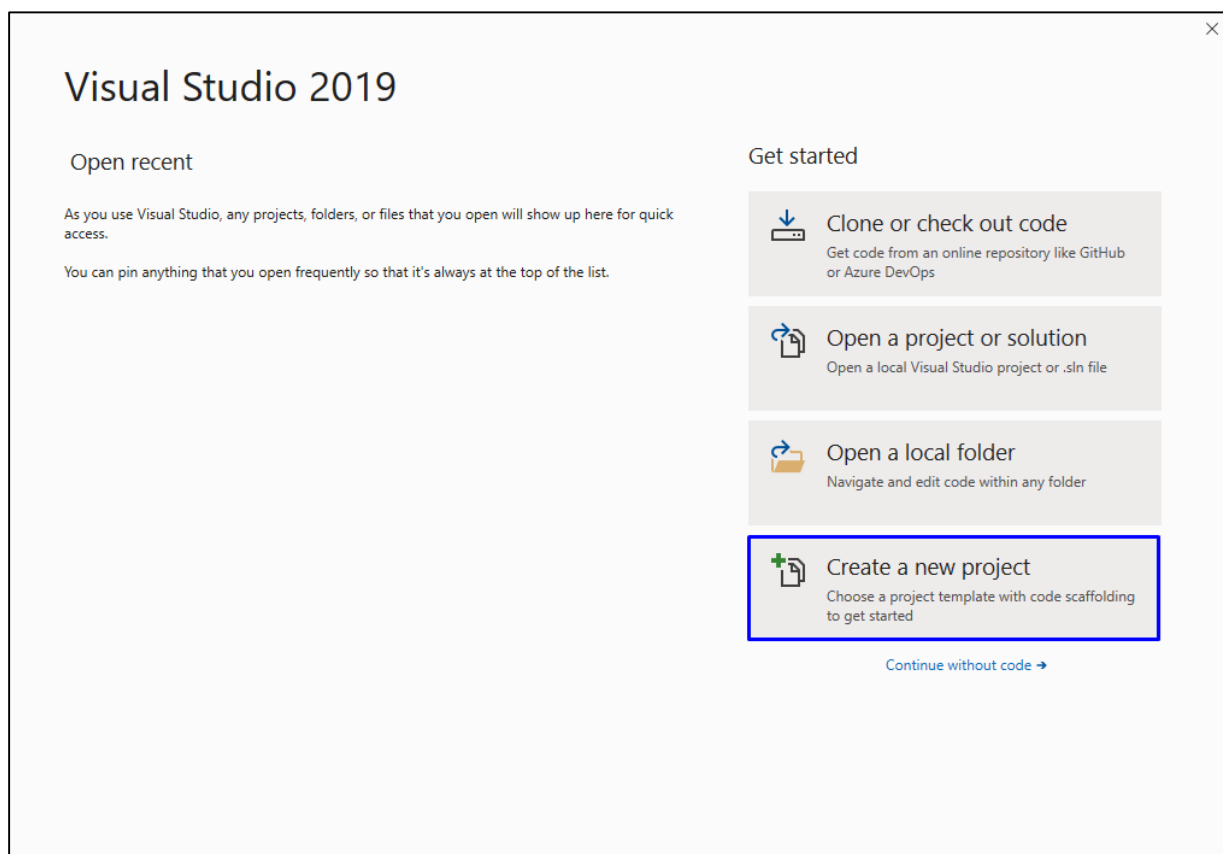 Visual Studio 2019
Open recent
As you use Visual Studio, any projects, folders, or files that you open will show up here for quick
access.
You can pin anything that you open frequently so that it's always at the top of the list.
Get started
Clone or check out code
Get code from an online repository like GitHub
or Azure DevOps
Open a project or solution
Open a local Visual Studio project or .sln file
Open a local folder
Navigate and edit code within any folder
Create a new project
Choose a project template with code scaffolding
to get started
Continue without code →